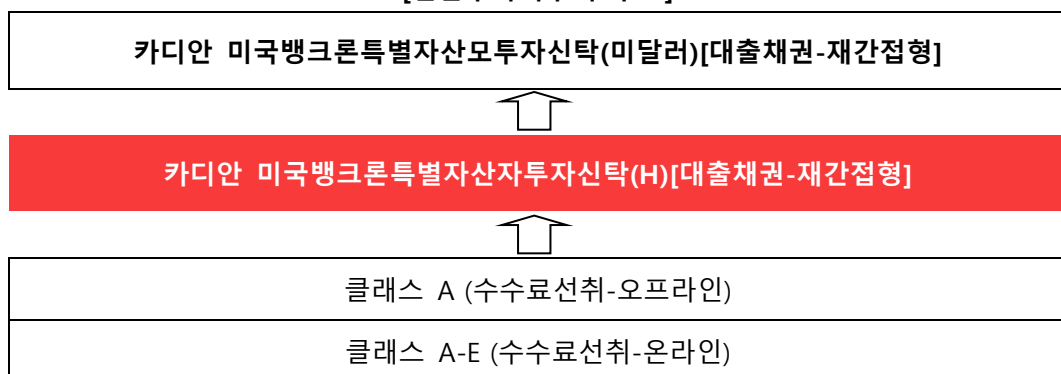 카디안 미국뱅크론특별자산모투자신탁(미달러)[대출채권-재간접형]
카디안 미국뱅크론특별자산자투자신탁(H)[대출채권-재간접형]
클래스 A (수수료선취-오프라인)
클래스 A-E (수수료선취-온라인)